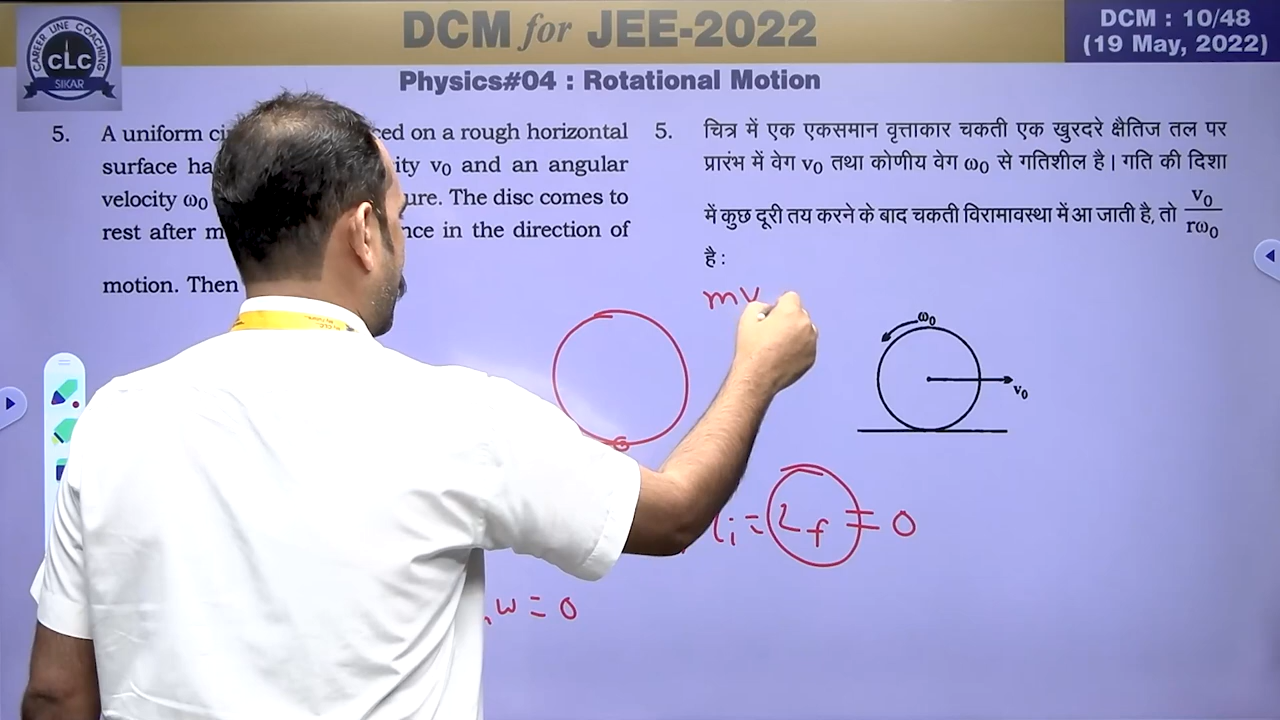 DCM for JEE-2022
DCM : 10/48
(19 May, 2022)
CAREER LINE COACHING
CLC
SIKAR
Physics#04 : Rotational Motion
5. A uniform ced on a rough horizontal
surface ity v₀ and an angular
velocity ω₀ ure. The disc comes to
rest after nce in the direction of
motion. Then
5. चित्र में एक एकसमान वृत्ताकार चकती एक खुरदरे क्षैतिज तल पर
प्रारंभ में वेग v₀ तथा कोणीय वेग ω₀ से गतिशील है। गति की दिशा
में कुछ दूरी तय करने के बाद चकती विरामावस्था में आ जाती है, तो v₀/rω₀
है :
mv
ω₀
v₀
Li = Lf = 0
, w = 0